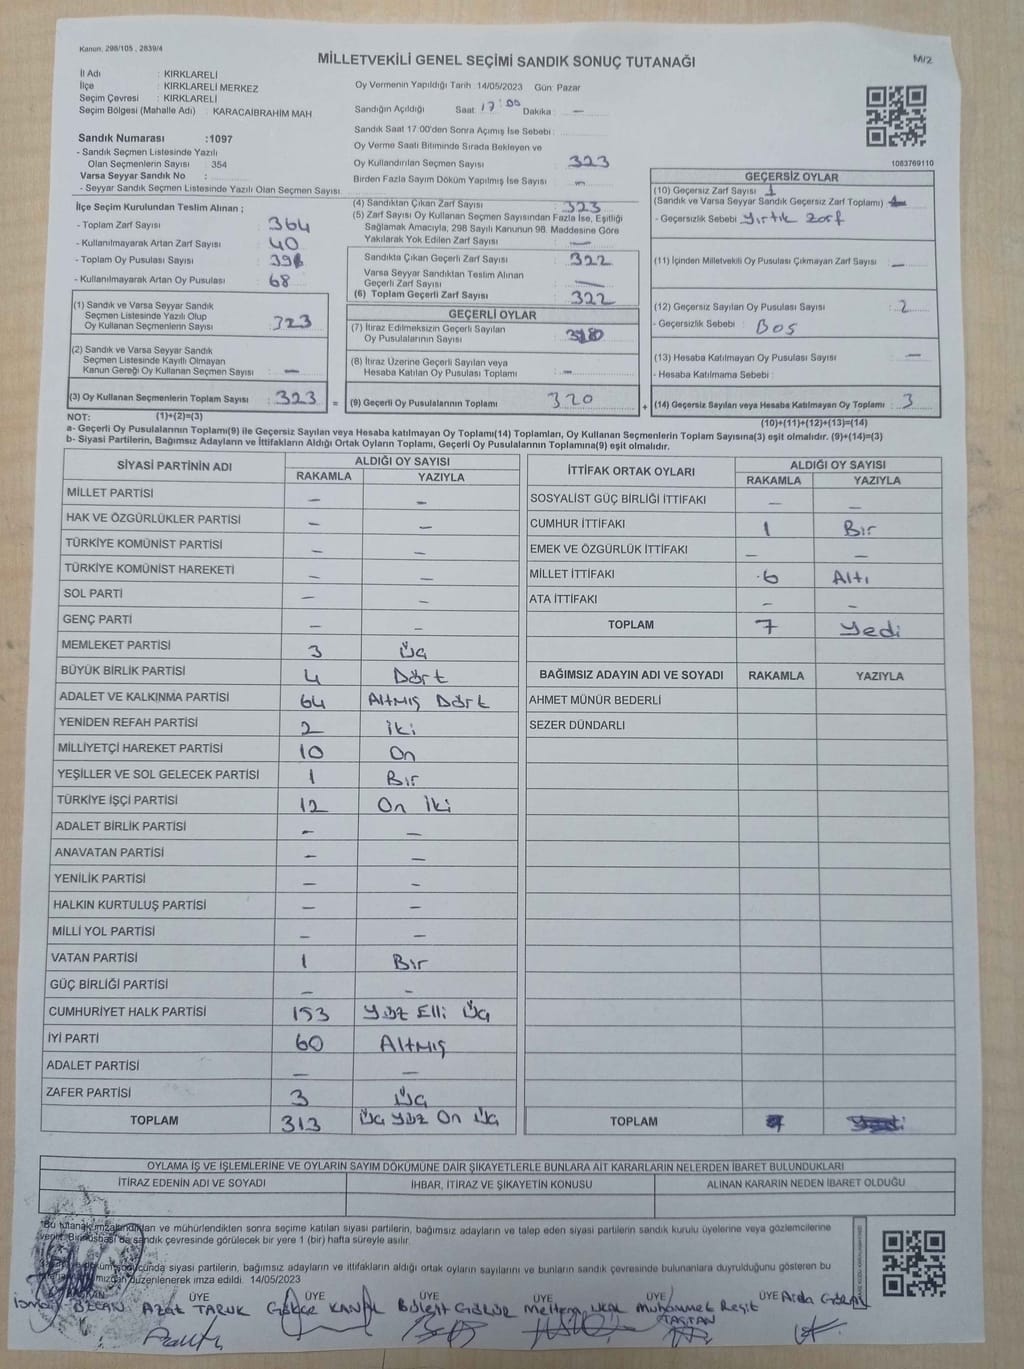 Kanun, 298/105 , 2839/4
MİLLETVEKİLİ GENEL SEÇİMİ SANDIK SONUÇ TUTANAĞI
M/2
İl Adı : KIRKLARELİ
İlçe : KIRKLARELİ MERKEZ
Seçim Çevresi : KIRKLARELİ
Seçim Bölgesi (Mahalle Adı) : KARACAİBRAHİM MAH
Sandık Numarası :1097
- Sandık Seçmen Listesinde Yazılı
Olan Seçmenlerin Sayısı : 354
Varsa Seyyar Sandık No :
- Seyyar Sandık Seçmen Listesinde Yazılı Olan Seçmen Sayısı:
Oy Vermenin Yapıldığı Tarih :14/05/2023 Gün: Pazar
Sandığın Açıldığı Saat: 17:00 Dakika: —
Sandık Saat 17:00'den Sonra Açımış İse Sebebi :
Oy Verme Saati Bitiminde Sırada Bekleyen ve
Oy Kullandırılan Seçmen Sayısı : 323
Birden Fazla Sayım Döküm Yapılmış İse Sayısı : —
1083769110
İlçe Seçim Kurulundan Teslim Alınan ;
- Toplam Zarf Sayısı : 364
- Kullanılmayarak Artan Zarf Sayısı : 40
- Toplam Oy Pusulası Sayısı :
- Kullanılmayarak Artan Oy Pusulası : 68
(1) Sandık ve Varsa Seyyar Sandık
Seçmen Listesinde Yazılı Olup
Oy Kullanan Seçmenlerin Sayısı : 323
(2) Sandık ve Varsa Seyyar Sandık
Seçmen Listesinde Kayıtlı Olmayan
Kanun Gereği Oy Kullanan Seçmen Sayısı : —
(3) Oy Kullanan Seçmenlerin Toplam Sayısı : 323 =
(4) Sandıktan Çıkan Zarf Sayısı : 323
(5) Zarf Sayısı Oy Kullanan Seçmen Sayısından Fazla İse, Eşitliği
Sağlamak Amacıyla, 298 Sayılı Kanunun 98. Maddesine Göre
Yakılarak Yok Edilen Zarf Sayısı : —
Sandıkta Çıkan Geçerli Zarf Sayısı : 322
Varsa Seyyar Sandıktan Teslim Alınan
Geçerli Zarf Sayısı : —
(6) Toplam Geçerli Zarf Sayısı : 322
GEÇERLİ OYLAR
(7) İtiraz Edilmeksizin Geçerli Sayılan
Oy Pusulalarının Sayısı :
(8) İtiraz Üzerine Geçerli Sayılan veya
Hesaba Katılan Oy Pusulası Toplamı : —
(9) Geçerli Oy Pusulalarının Toplamı : 320 +
GEÇERSİZ OYLAR
(10) Geçersiz Zarf Sayısı : 1
(Sandık ve Varsa Seyyar Sandık Geçersiz Zarf Toplamı)
- Geçersizlik Sebebi : Yırtık Zarf
(11) İçinden Milletvekili Oy Pusulası Çıkmayan Zarf Sayısı : —
(12) Geçersiz Sayılan Oy Pusulası Sayısı : 2
- Geçersizlik Sebebi : BOŞ
(13) Hesaba Katılmayan Oy Pusulası Sayısı : —
- Hesaba Katılmama Sebebi :
(14) Geçersiz Sayılan veya Hesaba Katılmayan Oy Toplamı : 3
NOT: (1)+(2)=(3) (10)+(11)+(12)+(13)=(14)
a- Geçerli Oy Pusulalarının Toplamı(9) ile Geçersiz Sayılan veya Hesaba katılmayan Oy Toplamı(14) Toplamları, Oy Kullanan Seçmenlerin Toplam Sayısına(3) eşit olmalıdır. (9)+(14)=(3)
b- Siyasi Partilerin, Bağımsız Adayların ve İttifakların Aldığı Ortak Oyların Toplamı, Geçerli Oy Pusulalarının Toplamına(9) eşit olmalıdır.
SİYASİ PARTİNİN ADI ALDIĞI OY SAYISI
RAKAMLA YAZIYLA
MİLLET PARTİSİ — —
HAK VE ÖZGÜRLÜKLER PARTİSİ — —
TÜRKİYE KOMÜNİST PARTİSİ — —
TÜRKİYE KOMÜNİST HAREKETİ — —
SOL PARTİ — —
GENÇ PARTİ — —
MEMLEKET PARTİSİ 3 Üç
BÜYÜK BİRLİK PARTİSİ 4 Dört
ADALET VE KALKINMA PARTİSİ 64 Altmış Dört
YENİDEN REFAH PARTİSİ 2 İki
MİLLİYETÇİ HAREKET PARTİSİ 10 On
YEŞİLLER VE SOL GELECEK PARTİSİ 1 Bir
TÜRKİYE İŞÇİ PARTİSİ 12 On İki
ADALET BİRLİK PARTİSİ — —
ANAVATAN PARTİSİ — —
YENİLİK PARTİSİ — —
HALKIN KURTULUŞ PARTİSİ — —
MİLLİ YOL PARTİSİ — —
VATAN PARTİSİ 1 Bir
GÜÇ BİRLİĞİ PARTİSİ — —
CUMHURİYET HALK PARTİSİ 153 Yüz Elli Üç
İYİ PARTİ 60 Altmış
ADALET PARTİSİ — —
ZAFER PARTİSİ 3 Üç
TOPLAM 313 Üç Yüz On Üç
İTTİFAK ORTAK OYLARI ALDIĞI OY SAYISI
RAKAMLA YAZIYLA
SOSYALİST GÜÇ BİRLİĞİ İTTİFAKI — —
CUMHUR İTTİFAKI 1 Bir
EMEK VE ÖZGÜRLÜK İTTİFAKI — —
MİLLET İTTİFAKI 6 Altı
ATA İTTİFAKI — —
TOPLAM 7 Yedi
BAĞIMSIZ ADAYIN ADI VE SOYADI RAKAMLA YAZIYLA
AHMET MÜNÜR BEDERLİ
SEZER DÜNDARLI
TOPLAM
OYLAMA İŞ VE İŞLEMLERİNE VE OYLARIN SAYIM DÖKÜMÜNE DAİR ŞİKAYETLERLE BUNLARA AİT KARARLARIN NELERDEN İBARET BULUNDUKLARI
İTİRAZ EDENİN ADI VE SOYADI İHBAR, İTİRAZ VE ŞİKAYETİN KONUSU ALINAN KARARIN NEDEN İBARET OLDUĞU
"Bu tutanak imzalandıktan ve mühürlendikten sonra seçime katılan siyasi partilerin, bağımsız adayların ve talep eden siyasi partilerin sandık kurulu üyelerine veya gözlemcilerine
verilir. Bir nüshası da sandık çevresinde görülecek bir yere 1 (bir) hafta süreyle asılır.
siyasi partilerin, bağımsız adayların ve ittifakların aldığı ortak oyların sayılarını ve bunların sandık çevresinde bulunanlara duyrulduğunu gösteren bu
düzenlenerek imza edildi. 14/05/2023
BAŞKAN ÜYE ÜYE ÜYE ÜYE ÜYE ÜYE
İsmail ÖZCAN Azat TARUK Gökçe KANAL Bülent GÜRÜR Meltem Muhammet Reşit TAŞTAN Arda